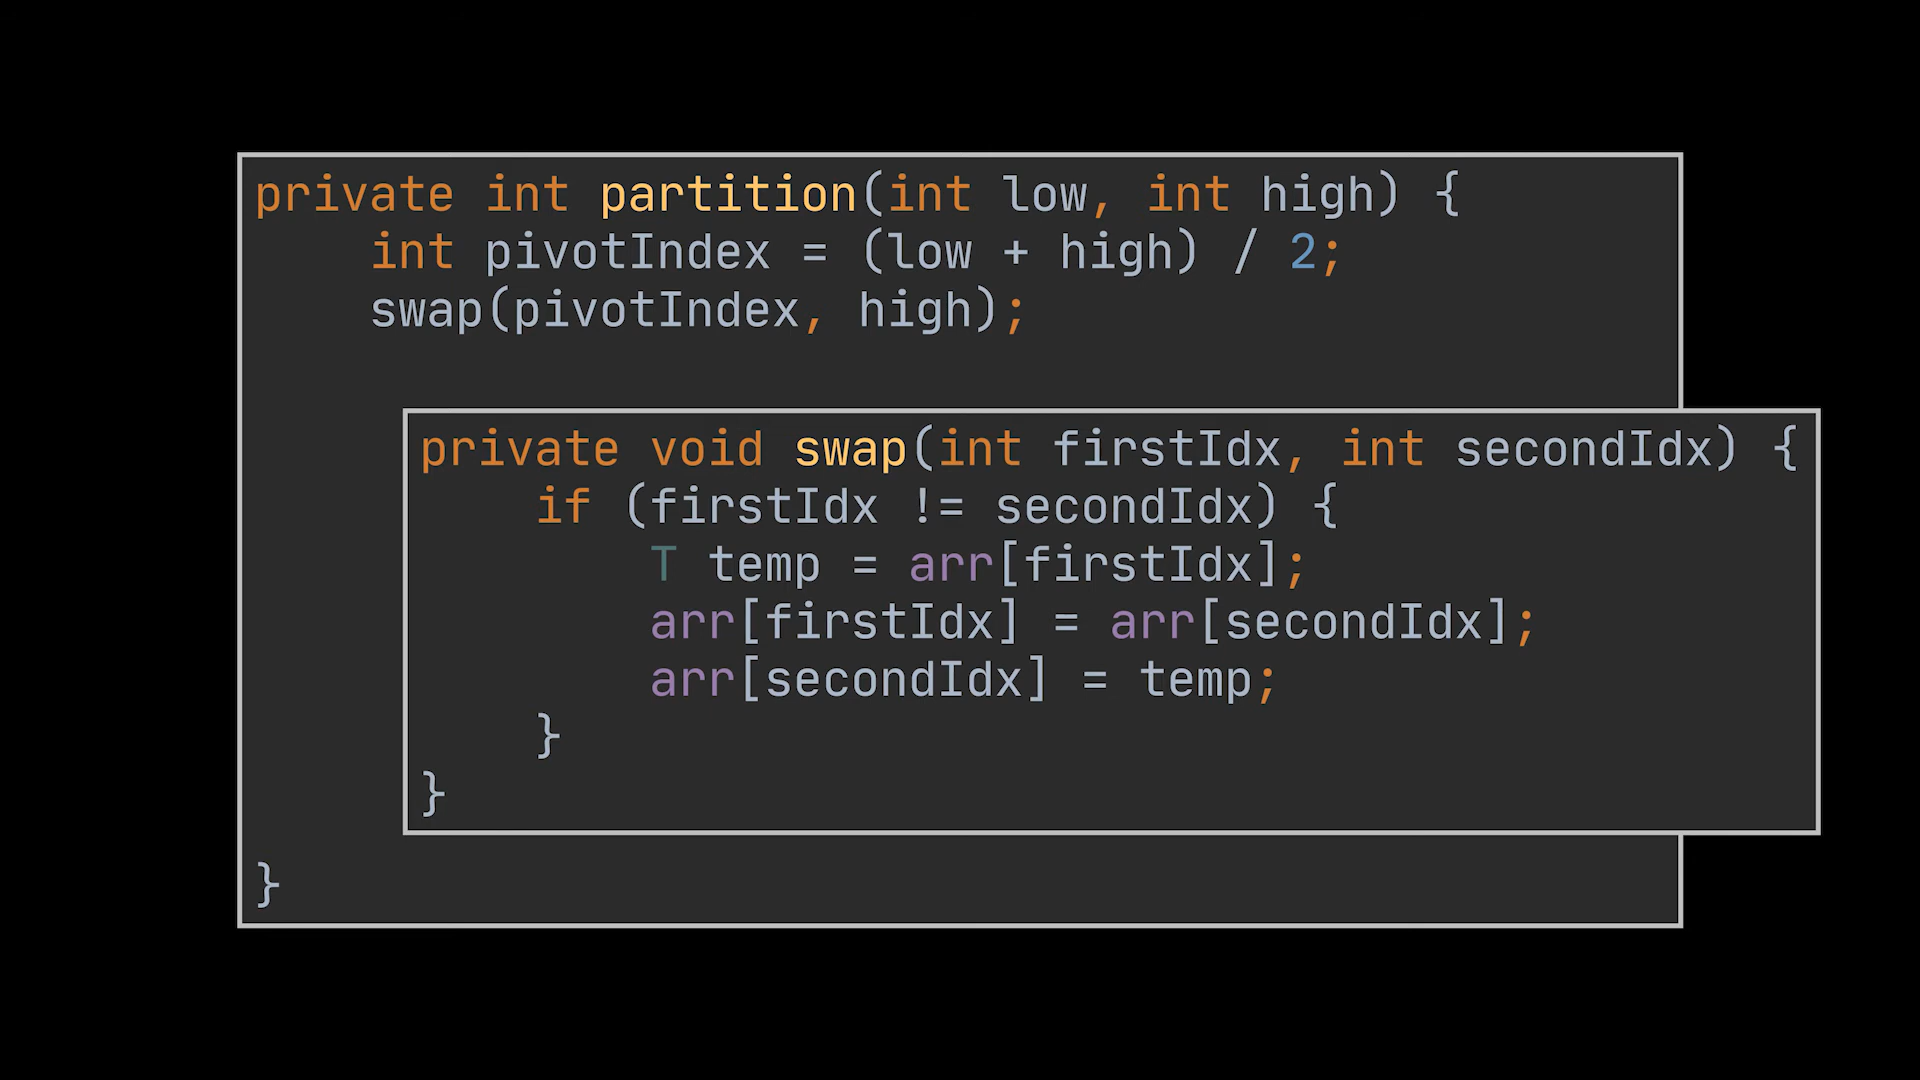 private int partition(int low, int high) {
    int pivotIndex = (low + high) / 2;
    swap(pivotIndex, high);
private void swap(int firstIdx, int secondIdx) {
    if (firstIdx != secondIdx) {
        T temp = arr[firstIdx];
        arr[firstIdx] = arr[secondIdx];
        arr[secondIdx] = temp;
    }
}
}